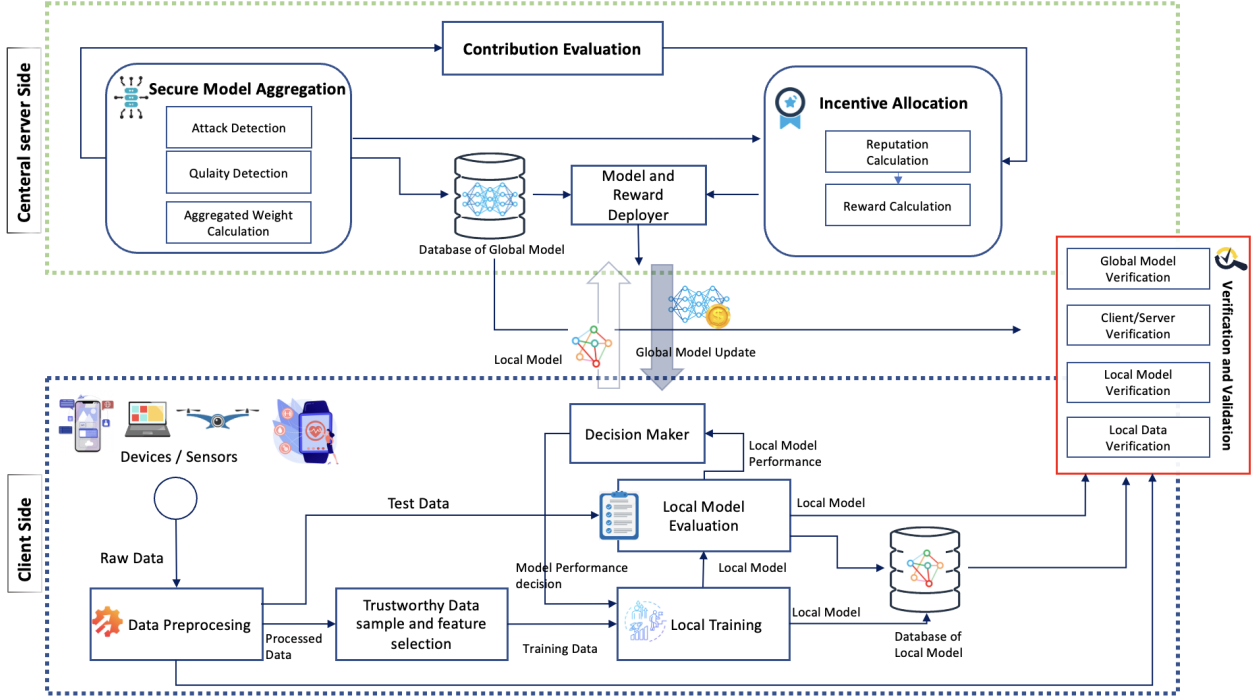 Centeral server Side
Contribution Evaluation
Secure Model Aggregation
Attack Detection
Qulaity Detection
Aggregated Weight
Calculation
Incentive Allocation
Reputation
Calculation
Reward Calculation
Model and
Reward
Deployer
Database of Global Model
Verification and Validation
Global Model
Verification
Client/Server
Verification
Local Model
Verification
Local Data
Verification
Local Model
Global Model Update
Client Side
Devices / Sensors
Decision Maker
Local Model
Performance
Test Data
Local Model
Evaluation
Local Model
Raw Data
Model Performance
decision
Local Model
Data Preprocesing
Processed
Data
Trustworthy Data
sample and feature
selection
Training Data
Local Training
Local Model
Database of
Local Model